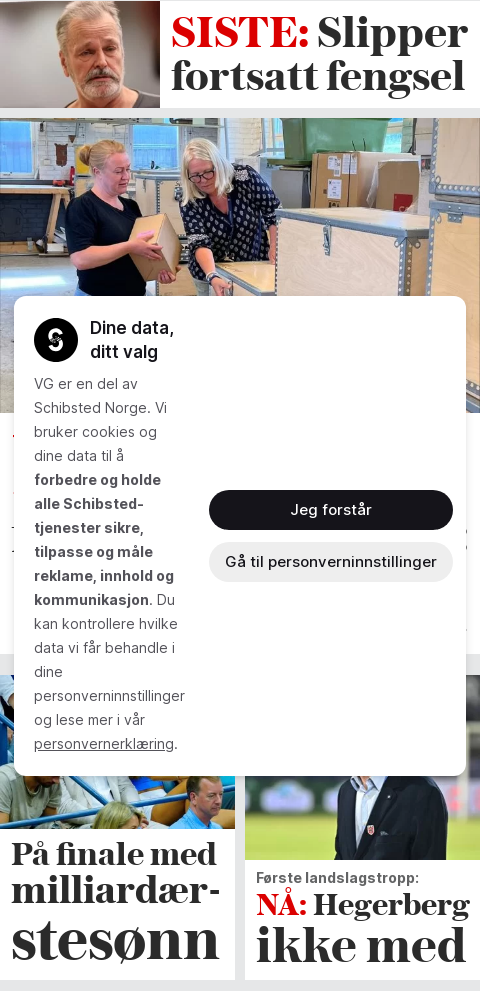 SISTE: Slipper
fortsatt fengsel
Dine data,
ditt valg
VG er en del av
Schibsted Norge. Vi
bruker cookies og
dine data til å
forbedre og holde
alle Schibsted-
tjenester sikre,
tilpasse og måle
reklame, innhold og
kommunikasjon. Du
kan kontrollere hvilke
data vi får behandle i
dine
personverninnstillinger
og lese mer i vår
personvernerklæring.
Jeg forstår
Gå til personverninnstillinger
På finale med
milliardær-
stesønn
Første landslagstropp:
NÅ: Hegerberg
ikke med